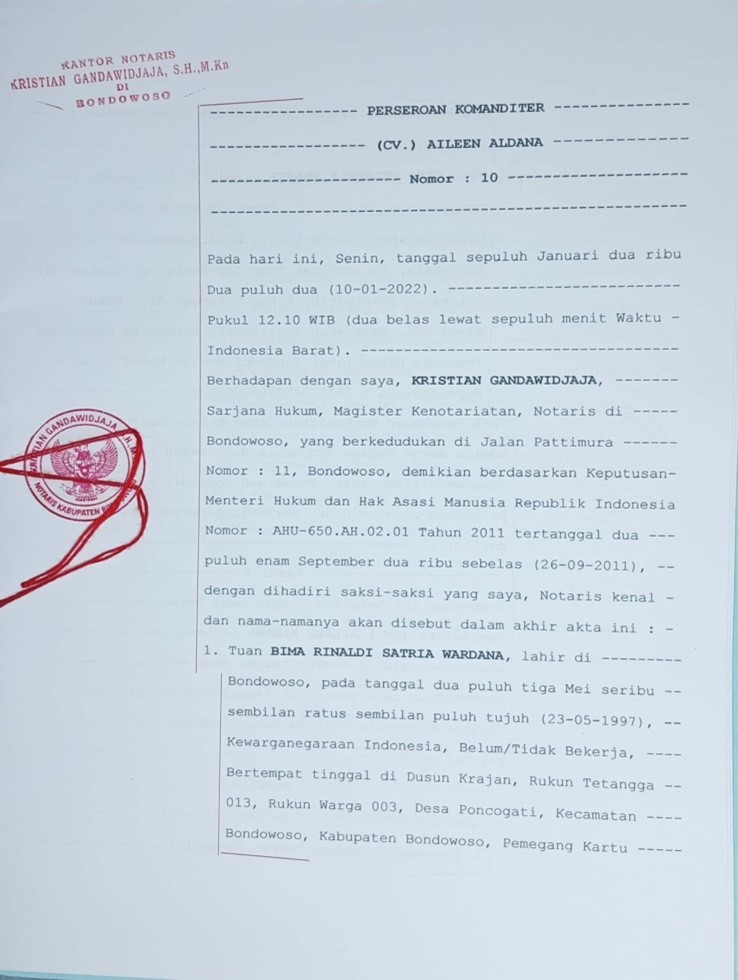 KANTOR NOTARIS
KRISTIAN GANDAWIDJAJA, S.H.,M.Kn
DI
BONDOWOSO
----------------- PERSEROAN KOMANDITER ---------------
------------------ (CV.) AILEEN ALDANA ---------------
---------------------- Nomor : 10 --------------------
------------------------------------------------------
Pada hari ini, Senin, tanggal sepuluh Januari dua ribu
Dua puluh dua (10-01-2022). ---------------------------
Pukul 12.10 WIB (dua belas lewat sepuluh menit Waktu -
Indonesia Barat). -------------------------------------
Berhadapan dengan saya, KRISTIAN GANDAWIDJAJA, -------
Sarjana Hukum, Magister Kenotariatan, Notaris di -----
Bondowoso, yang berkedudukan di Jalan Pattimura ------
Nomor : 11, Bondowoso, demikian berdasarkan Keputusan-
Menteri Hukum dan Hak Asasi Manusia Republik Indonesia
Nomor : AHU-650.AH.02.01 Tahun 2011 tertanggal dua ---
puluh enam September dua ribu sebelas (26-09-2011), --
dengan dihadiri saksi-saksi yang saya, Notaris kenal -
dan nama-namanya akan disebut dalam akhir akta ini : -
1. Tuan BIMA RINALDI SATRIA WARDANA, lahir di ---------
Bondowoso, pada tanggal dua puluh tiga Mei seribu --
sembilan ratus sembilan puluh tujuh (23-05-1997), --
Kewarganegaraan Indonesia, Belum/Tidak Bekerja, ----
Bertempat tinggal di Dusun Krajan, Rukun Tetangga --
013, Rukun Warga 003, Desa Poncogati, Kecamatan ----
Bondowoso, Kabupaten Bondowoso, Pemegang Kartu -----
KRISTIAN GANDAWIDJAJA
NOTARIS KABUPATEN